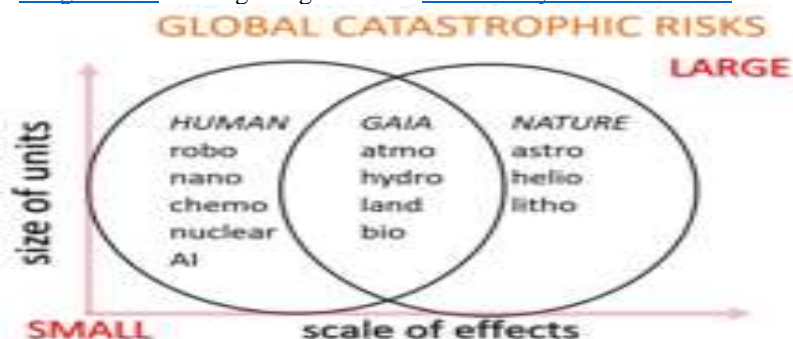 GLOBAL CATASTROPHIC RISKS
LARGE
size of units
HUMAN GAIA NATURE
robo atmo astro
nano hydro helio
chemo land litho
nuclear bio
AI
SMALL scale of effects